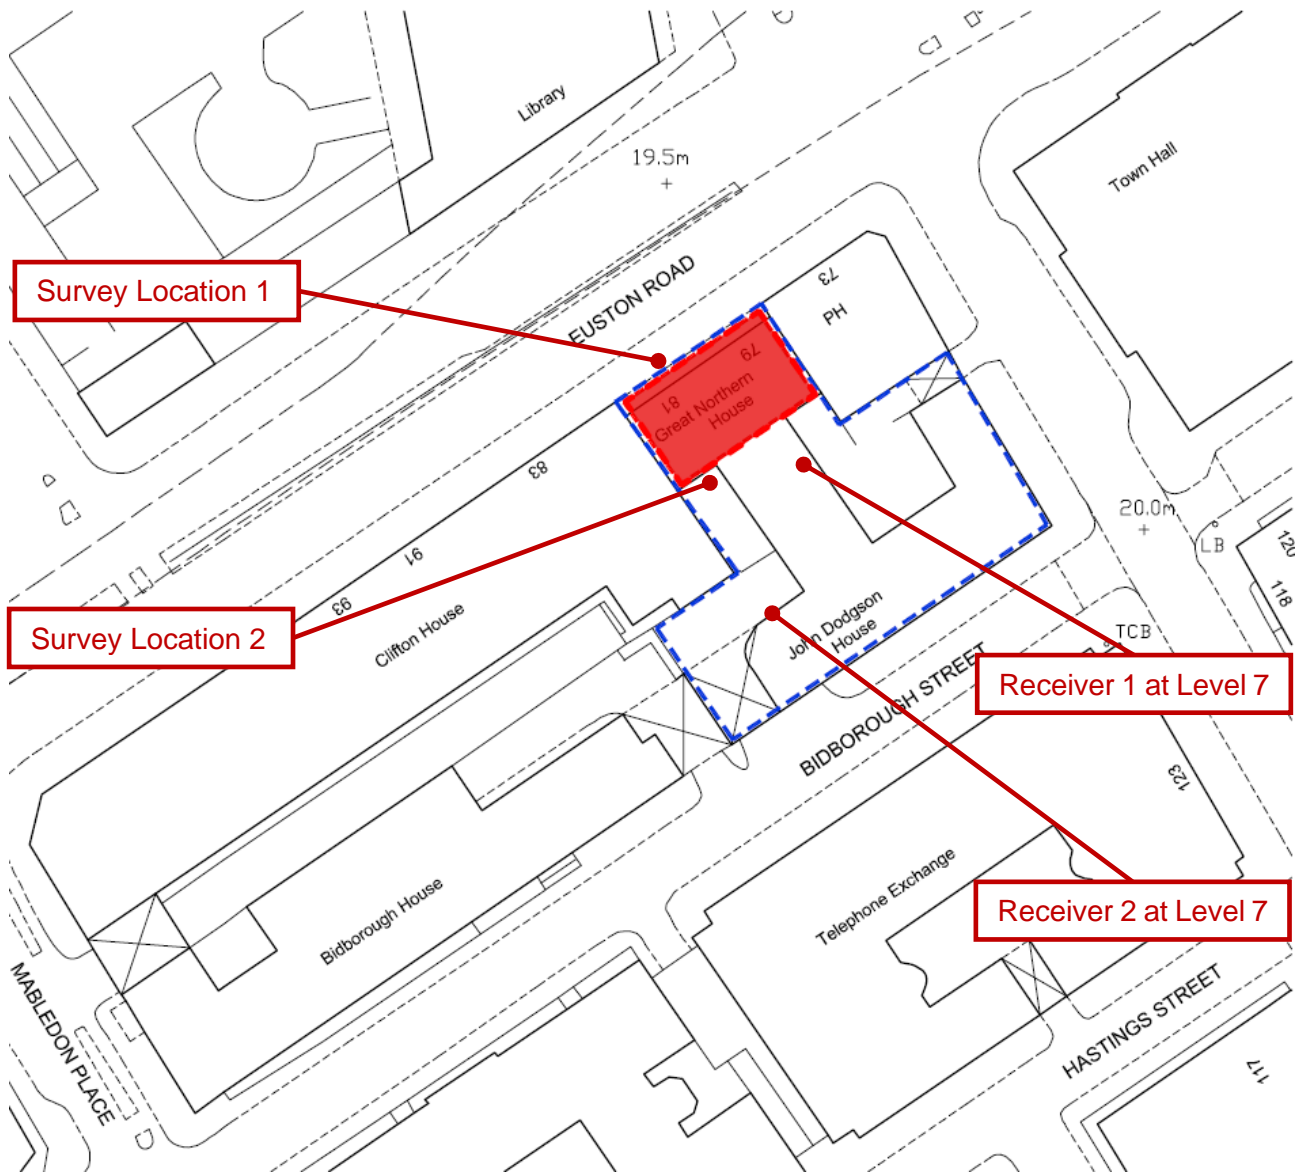 Library
19.5m
Town Hall
Survey Location 1
EUSTON ROAD
73
PH
79
81
Great Northern
House
83
91
93
Clifton House
20.0m
LB
120
118
Survey Location 2
John Dodgson
House
TCB
BIDBOROUGH STREET
Receiver 1 at Level 7
123
Telephone Exchange
Receiver 2 at Level 7
Bidborough House
MABLEDON PLACE
HASTINGS STREET
117